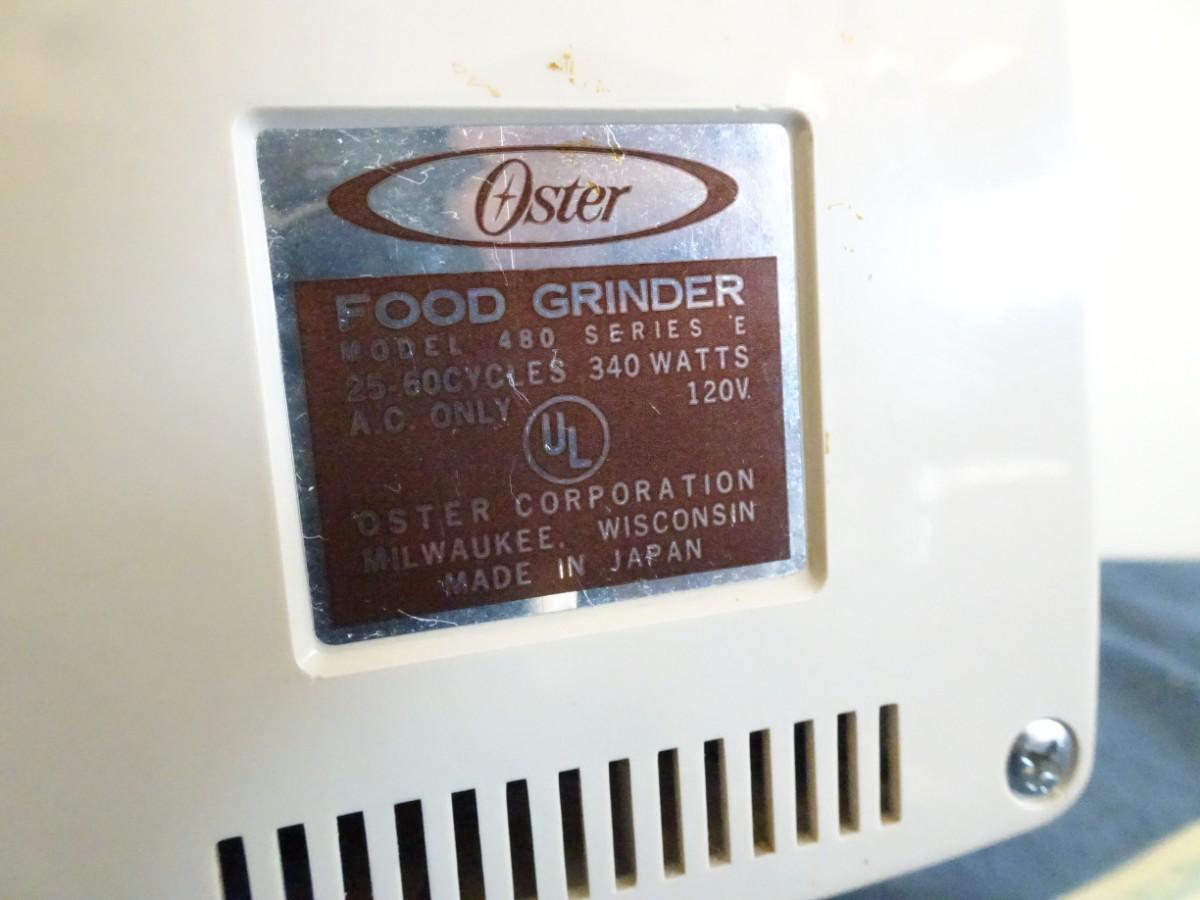 Oster
FOOD GRINDER
MODEL 480 SERIES E
25-60CYCLES 340 WATTS
A.C. ONLY 120V.
UL
OSTER CORPORATION
MILWAUKEE, WISCONSIN
MADE IN JAPAN